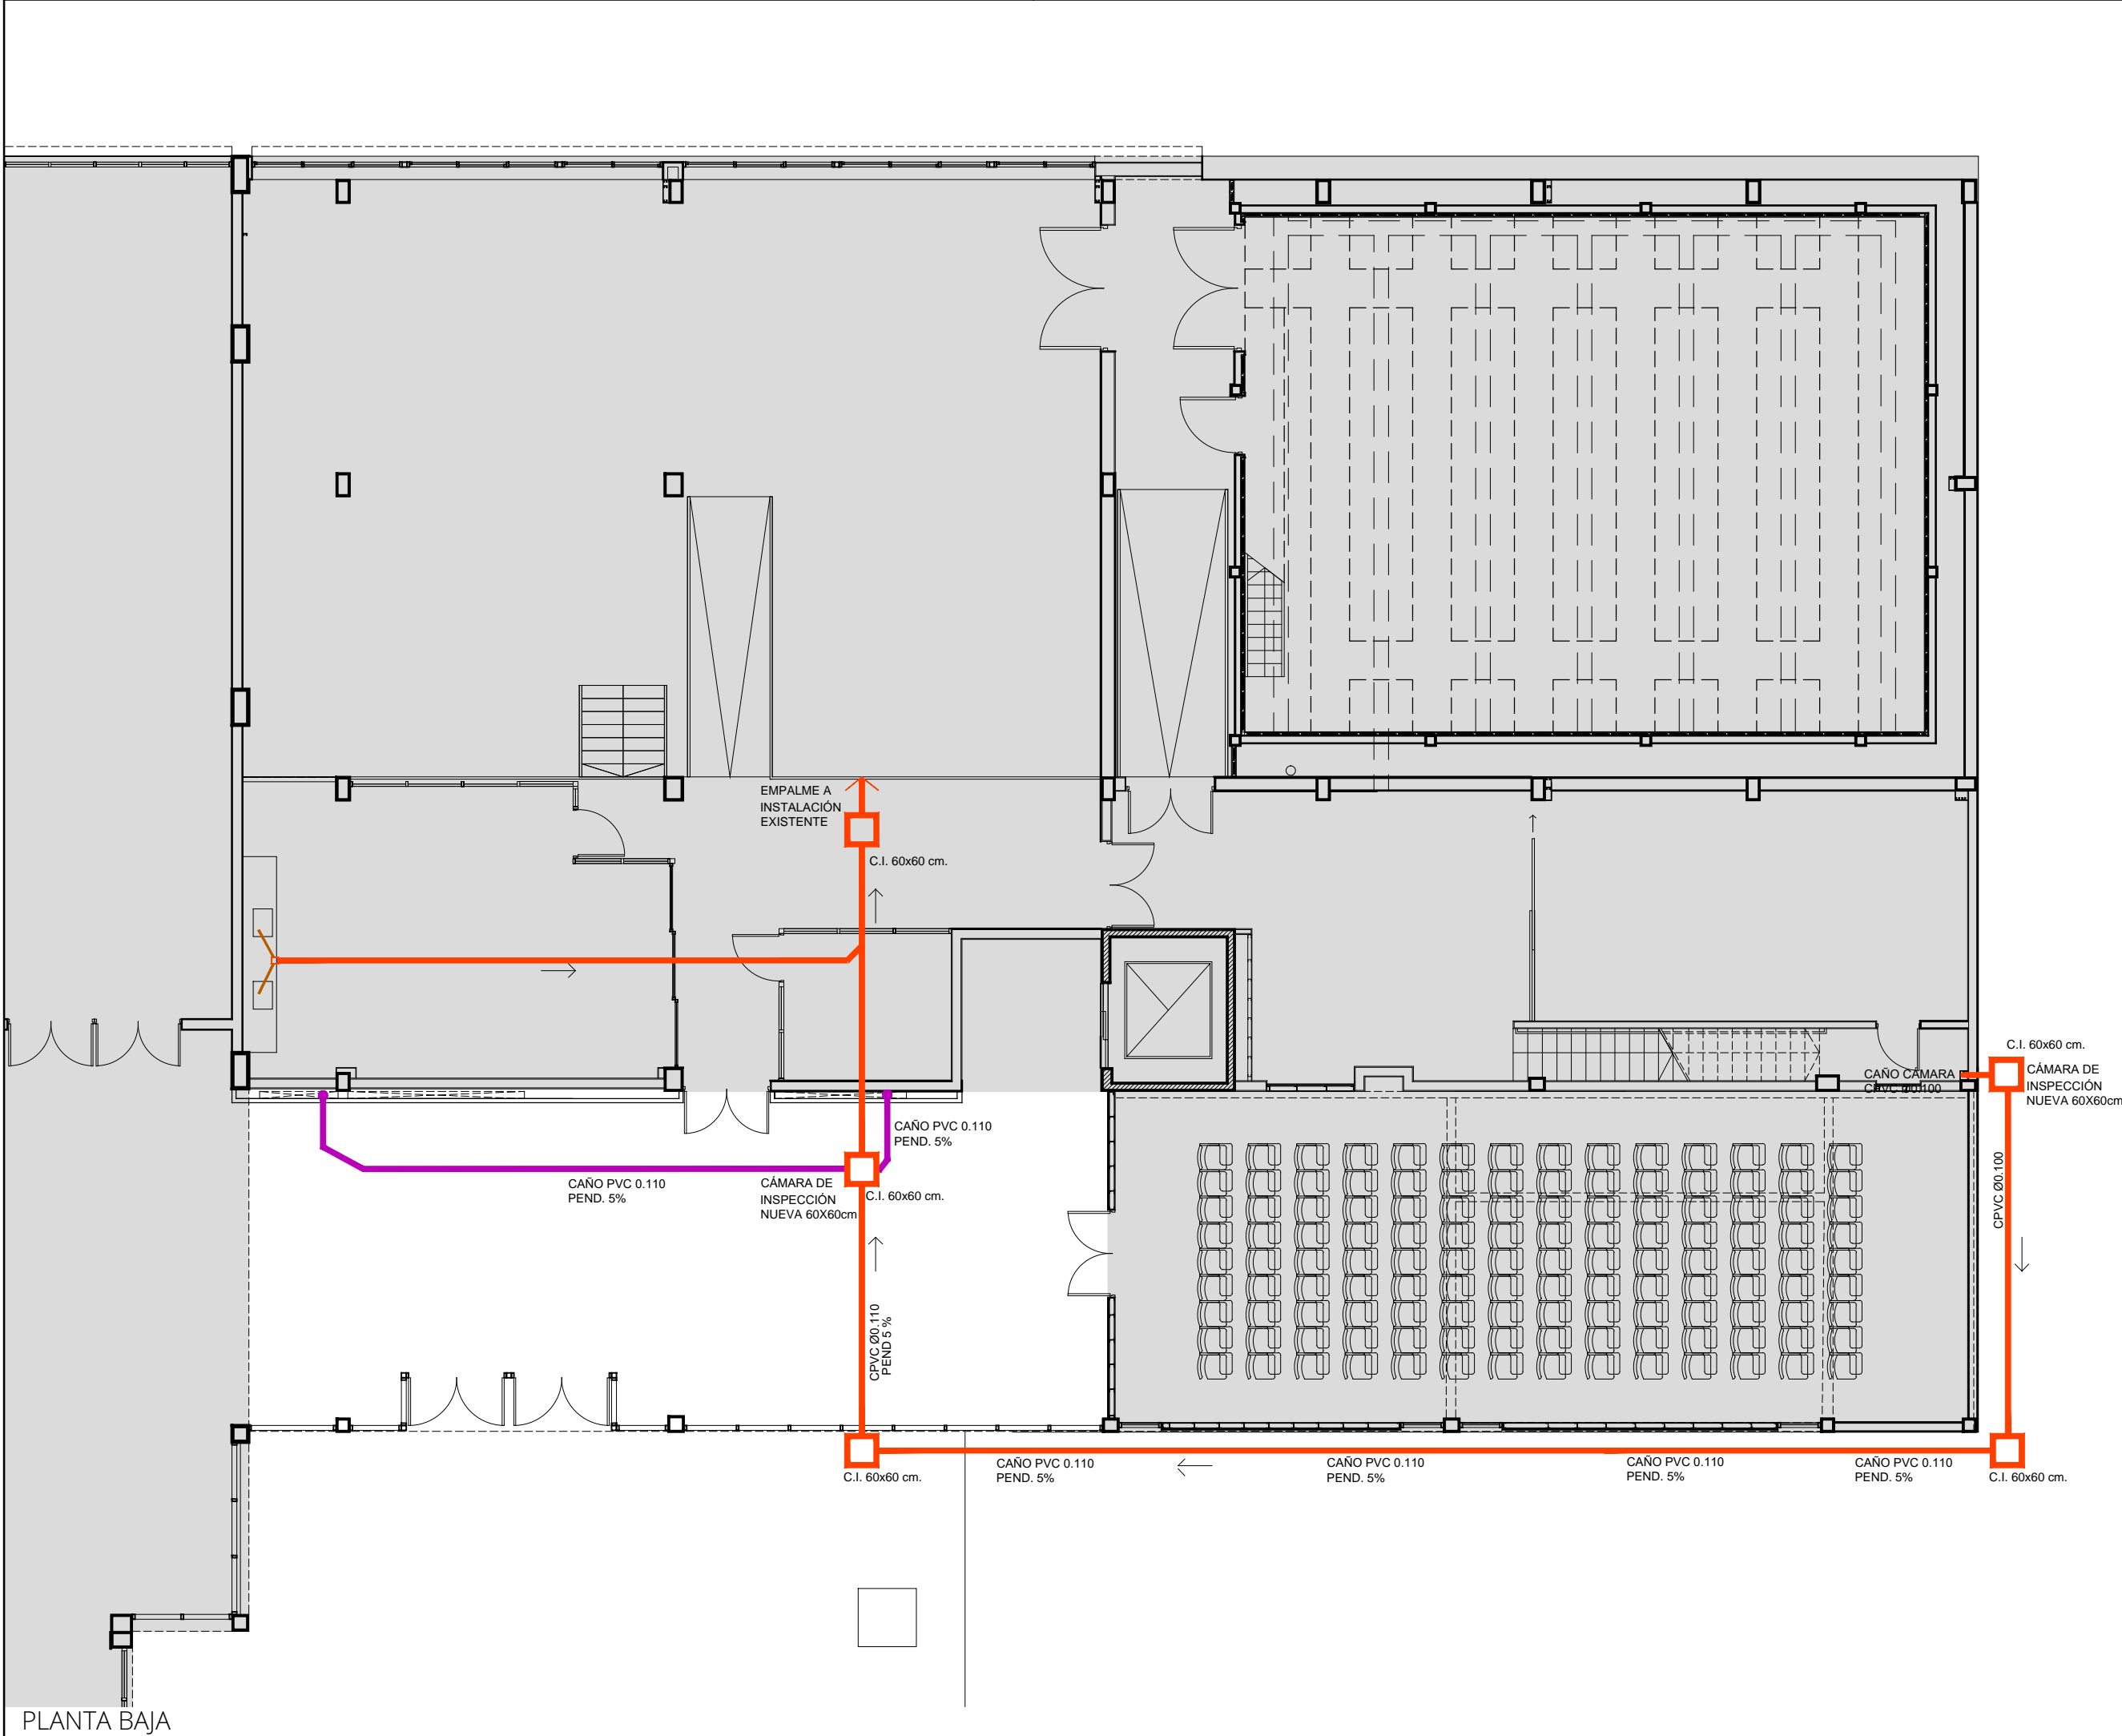 EMPALME A
INSTALACIÓN
EXISTENTE
C.I. 60x60 cm.
C.I. 60x60 cm.
CÁMARA DE
INSPECCIÓN
NUEVA 60X60cm
CAÑO CÁMARA
CPVC Ø0.100
CAÑO PVC 0.110
PEND. 5%
CPVC Ø0.100
CAÑO PVC 0.110
PEND. 5%
CÁMARA DE
INSPECCIÓN
NUEVA 60X60cm
C.I. 60x60 cm.
CPVC Ø0.110
PEND 5 %
C.I. 60x60 cm.
CAÑO PVC 0.110
PEND. 5%
CAÑO PVC 0.110
PEND. 5%
CAÑO PVC 0.110
PEND. 5%
CAÑO PVC 0.110
PEND. 5%
C.I. 60x60 cm.
PLANTA BAJA